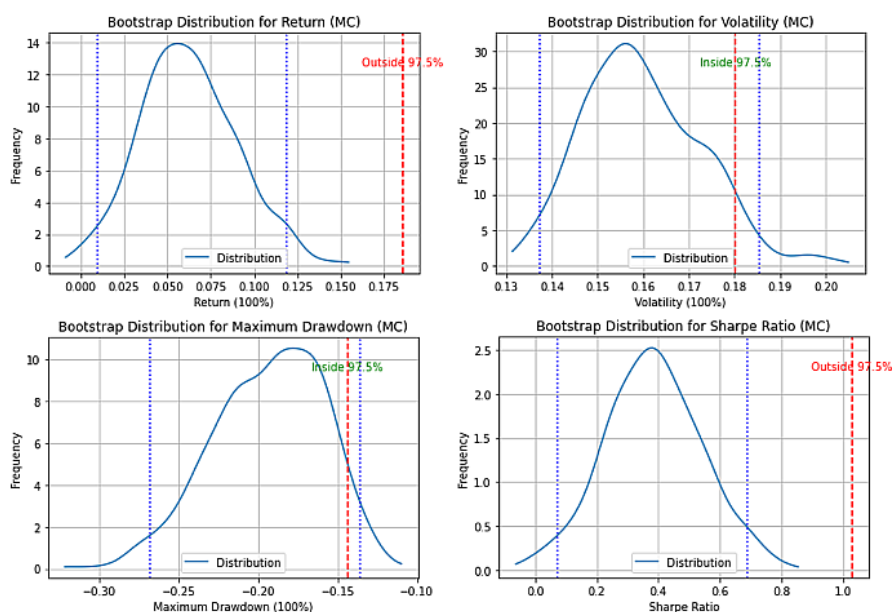 Bootstrap Distribution for Return (MC)
14
12
10
8
6
4
2
0
Frequency
Outside 97.5%
Distribution
0.000 0.025 0.050 0.075 0.100 0.125 0.150 0.175
Return (100%)
Bootstrap Distribution for Volatility (MC)
30
25
20
15
10
5
0
Frequency
Inside 97.5%
Distribution
0.13 0.14 0.15 0.16 0.17 0.18 0.19 0.20
Volatility (100%)
Bootstrap Distribution for Maximum Drawdown (MC)
10
8
6
4
2
0
Frequency
Inside 97.5%
Distribution
−0.30 −0.25 −0.20 −0.15 −0.10
Maximum Drawdown (100%)
Bootstrap Distribution for Sharpe Ratio (MC)
2.5
2.0
1.5
1.0
0.5
0.0
Frequency
Outside 97.5%
Distribution
0.0 0.2 0.4 0.6 0.8 1.0
Sharpe Ratio